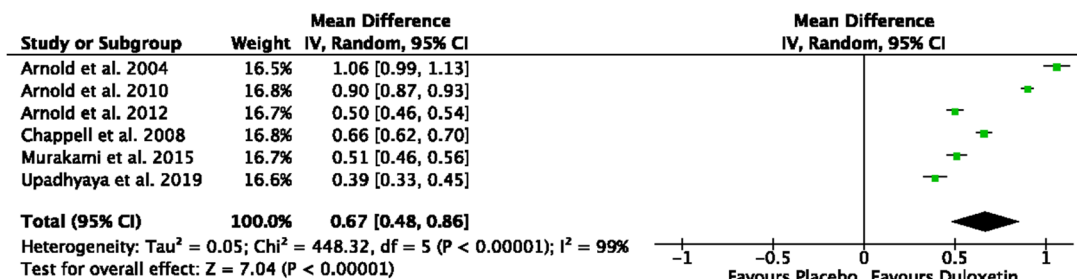 Mean Difference Mean Difference
Study or Subgroup Weight IV, Random, 95% CI IV, Random, 95% CI
Arnold et al. 2004 16.5% 1.06 [0.99, 1.13]
Arnold et al. 2010 16.8% 0.90 [0.87, 0.93]
Arnold et al. 2012 16.7% 0.50 [0.46, 0.54]
Chappell et al. 2008 16.8% 0.66 [0.62, 0.70]
Murakami et al. 2015 16.7% 0.51 [0.46, 0.56]
Upadhyaya et al. 2019 16.6% 0.39 [0.33, 0.45]
Total (95% CI) 100.0% 0.67 [0.48, 0.86]
Heterogeneity: Tau² = 0.05; Chi² = 448.32, df = 5 (P < 0.00001); I² = 99%
Test for overall effect: Z = 7.04 (P < 0.00001)
-1 -0.5 0 0.5 1
Favours Placebo Favours Duloxetin